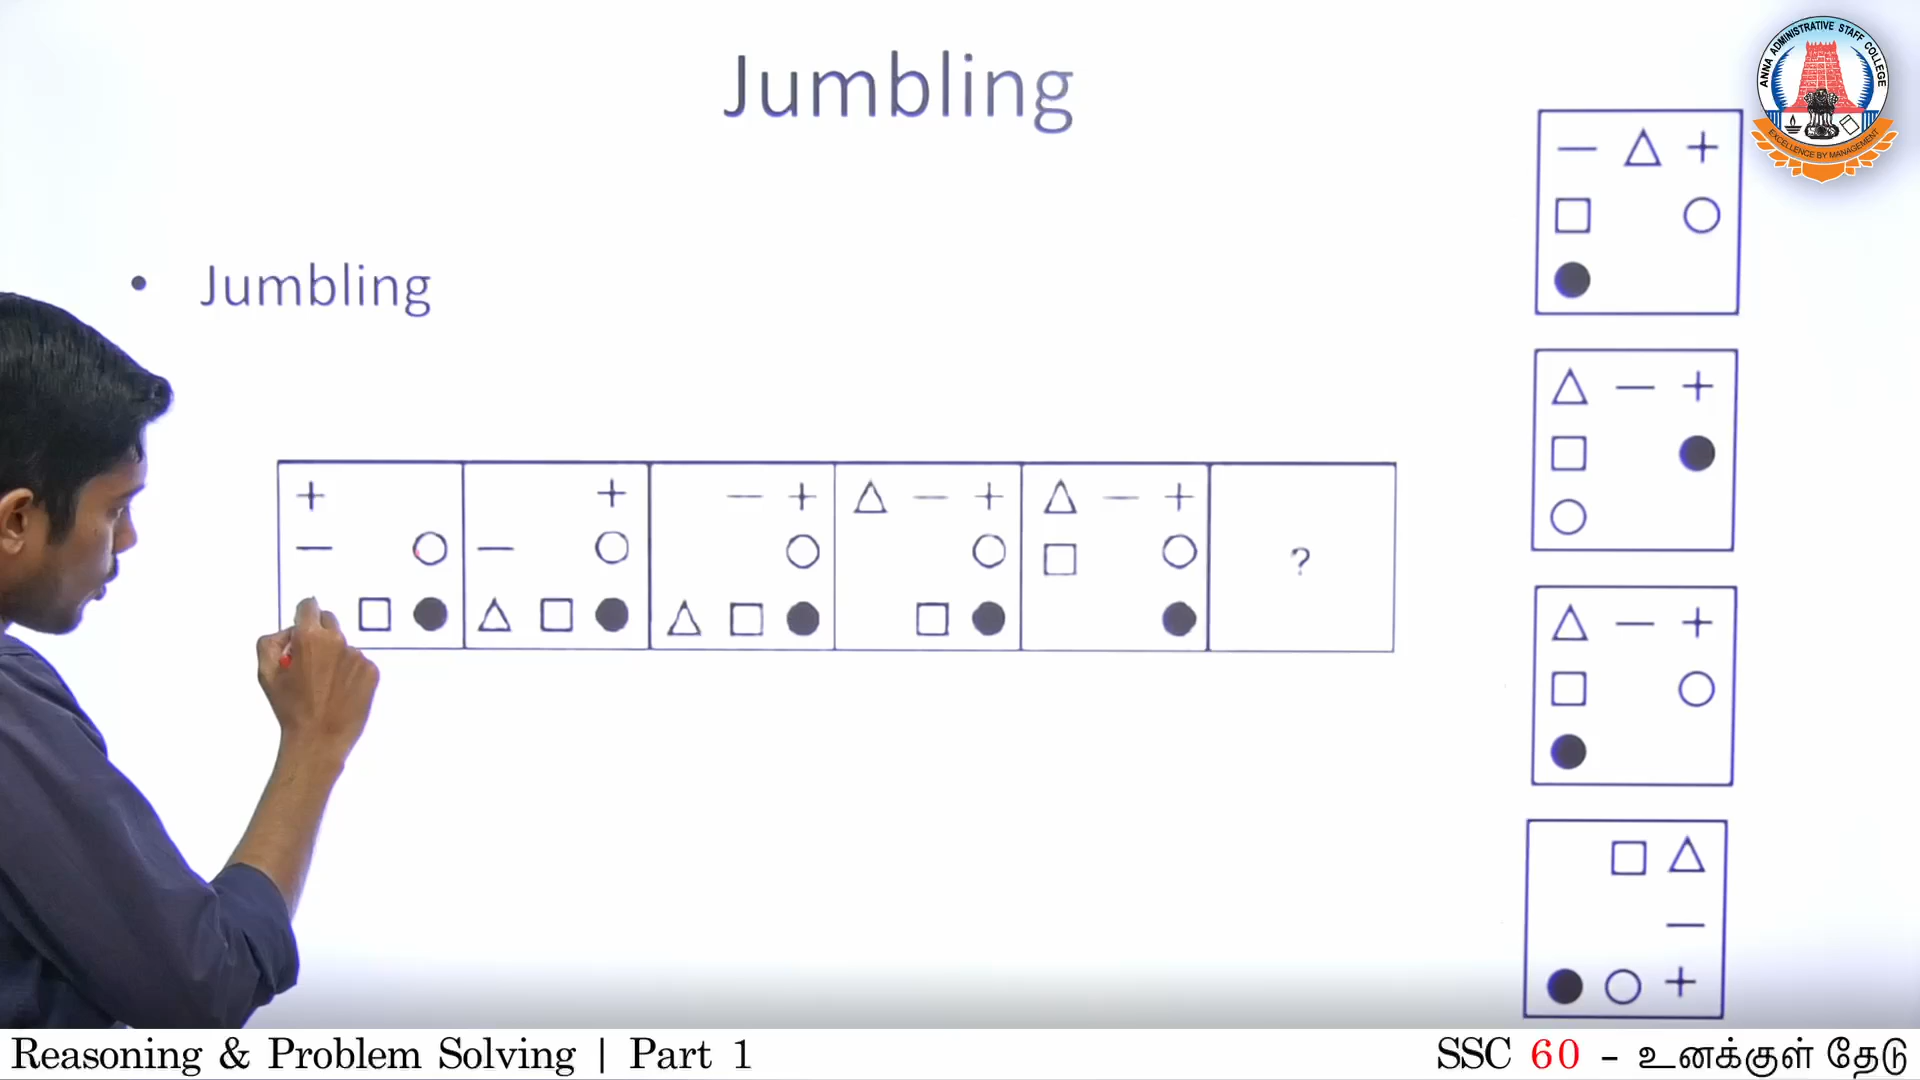 Jumbling
ANNA ADMINISTRATIVE STAFF COLLEGE
EXCELLENCE BY MANAGEMENT
• Jumbling
?
Reasoning & Problem Solving | Part 1
SSC 60 - உனக்குள் தேடு